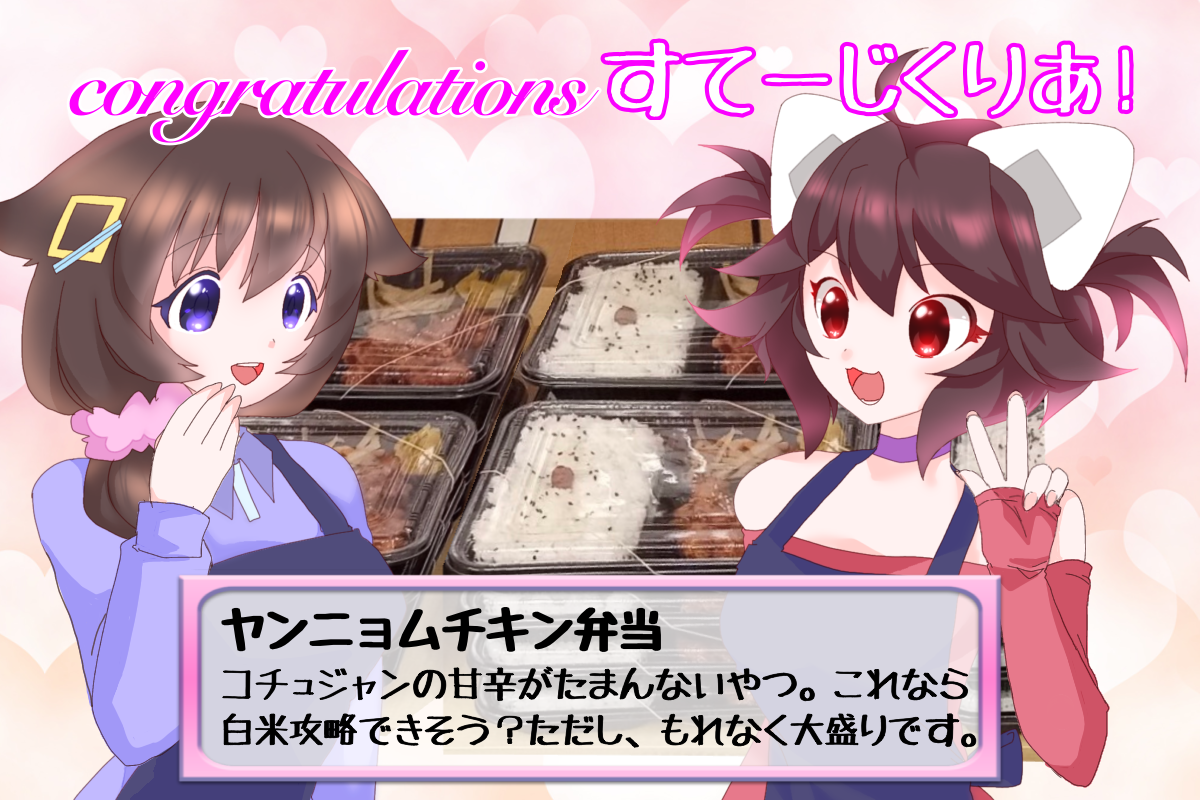 congratulations すてーじくりあ!
ヤンニョムチキン弁当
コチュジャンの甘辛がたまんないやつ。これなら
白米攻略できそう？ただし、もれなく大盛りです。